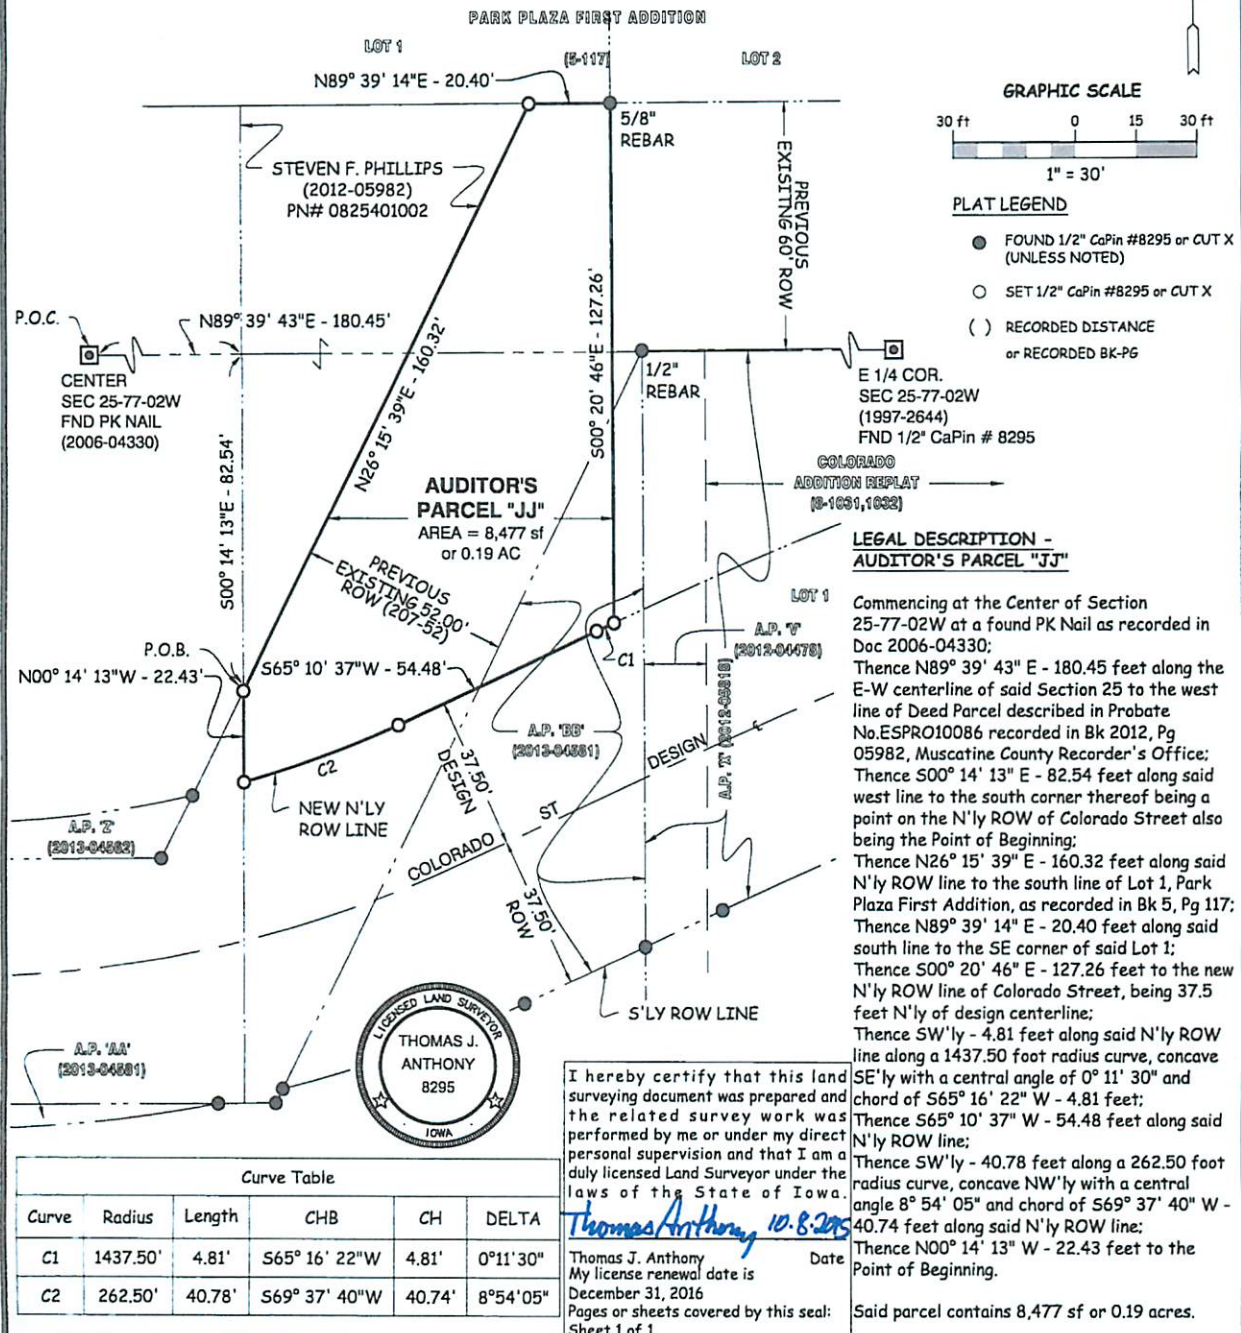 PARK PLAZA FIRST ADDITION
LOT 1
(5-117)
LOT 2
N89° 39' 14"E - 20.40'
5/8"
REBAR
STEVEN F. PHILLIPS
(2012-05982)
PN# 0825401002
PREVIOUS
EXISITNG 60' ROW
GRAPHIC SCALE
30 ft 0 15 30 ft
1" = 30'
PLAT LEGEND
FOUND 1/2" CaPin #8295 or CUT X
(UNLESS NOTED)
SET 1/2" CaPin #8295 or CUT X
( ) RECORDED DISTANCE
or RECORDED BK-PG
P.O.C.
N89° 39' 43"E - 180.45'
CENTER
SEC 25-77-02W
FND PK NAIL
(2006-04330)
S00° 14' 13"E - 82.54'
N26° 15' 39"E - 160.32'
S00° 20' 46"E - 127.26'
1/2"
REBAR
E 1/4 COR.
SEC 25-77-02W
(1997-2644)
FND 1/2" CaPin # 8295
COLORADO
ADDITION REPLAT
(8-1031,1032)
AUDITOR'S
PARCEL "JJ"
AREA = 8,477 sf
or 0.19 AC
PREVIOUS
EXISTING 52.00'
ROW (207-52)
LOT 1
A.P. 'V'
(2012-04478)
P.O.B.
N00° 14' 13"W - 22.43'
S65° 10' 37"W - 54.48'
C1
C2
A.P. 'BB'
(2013-04581)
DESIGN ℄
NEW N'LY
ROW LINE
37.50'
DESIGN
COLORADO ST
37.50'
ROW
A.P. 'Z'
(2013-04582)
S'LY ROW LINE
A.P. 'AA'
(2013-04581)
LICENSED LAND SURVEYOR
THOMAS J.
ANTHONY
8295
IOWA
LEGAL DESCRIPTION -
AUDITOR'S PARCEL "JJ"
Commencing at the Center of Section
25-77-02W at a found PK Nail as recorded in
Doc 2006-04330;
Thence N89° 39' 43" E - 180.45 feet along the
E-W centerline of said Section 25 to the west
line of Deed Parcel described in Probate
No.ESPRO10086 recorded in Bk 2012, Pg
05982, Muscatine County Recorder's Office;
Thence S00° 14' 13" E - 82.54 feet along said
west line to the south corner thereof being a
point on the N'ly ROW of Colorado Street also
being the Point of Beginning;
Thence N26° 15' 39" E - 160.32 feet along said
N'ly ROW line to the south line of Lot 1, Park
Plaza First Addition, as recorded in Bk 5, Pg 117;
Thence N89° 39' 14" E - 20.40 feet along said
south line to the SE corner of said Lot 1;
Thence S00° 20' 46" E - 127.26 feet to the new
N'ly ROW line of Colorado Street, being 37.5
feet N'ly of design centerline;
Thence SW'ly - 4.81 feet along said N'ly ROW
line along a 1437.50 foot radius curve, concave
SE'ly with a central angle of 0° 11' 30" and
chord of S65° 16' 22" W - 4.81 feet;
Thence S65° 10' 37" W - 54.48 feet along said
N'ly ROW line;
Thence SW'ly - 40.78 feet along a 262.50 foot
radius curve, concave NW'ly with a central
angle 8° 54' 05" and chord of S69° 37' 40" W -
40.74 feet along said N'ly ROW line;
Thence N00° 14' 13" W - 22.43 feet to the
Point of Beginning.
Said parcel contains 8,477 sf or 0.19 acres.
Curve Table
Curve Radius Length CHB CH DELTA
C1 1437.50' 4.81' S65° 16' 22"W 4.81' 0°11'30"
C2 262.50' 40.78' S69° 37' 40"W 40.74' 8°54'05"
I hereby certify that this land
surveying document was prepared and
the related survey work was
performed by me or under my direct
personal supervision and that I am a
duly licensed Land Surveyor under the
laws of the State of Iowa.
Thomas Anthony 10.8.2015
Thomas J. Anthony Date
My license renewal date is
December 31, 2016
Pages or sheets covered by this seal:
Sheet 1 of 1